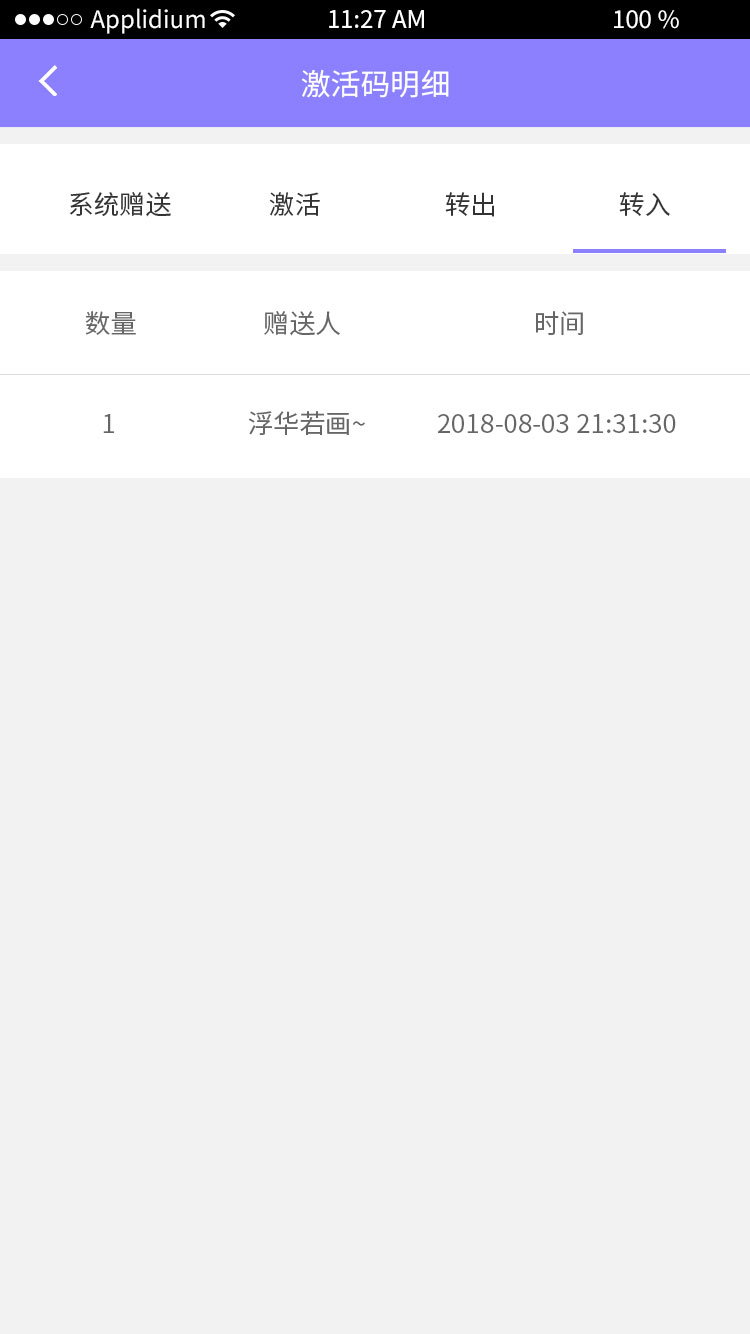 Applidium 11:27 AM 100 %
激活码明细
系统赠送 激活 转出 转入
数量 赠送人 时间
1 浮华若画~ 2018-08-03 21:31:30